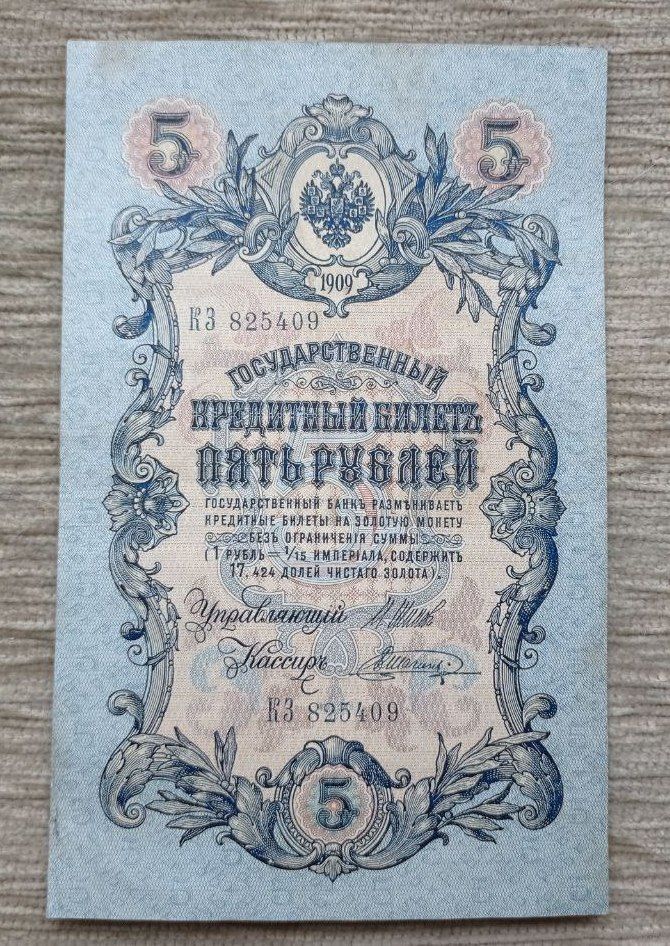 5 5
1909
КЗ 825409
ГОСУДАРСТВЕННЫЙ
КРЕДИТНЫЙ БИЛЕТЪ
ПЯТЬ РУБЛЕЙ
ГОСУДАРСТВЕННЫЙ БАНКЪ РАЗМѢНИВАЕТЪ
КРЕДИТНЫЕ БИЛЕТЫ НА ЗОЛОТУЮ МОНЕТУ
БЕЗЪ ОГРАНИЧЕНІЯ СУММЫ
(1 РУБЛЬ = 1/15 ИМПЕРІАЛА, СОДЕРЖИТЪ
17,424 ДОЛЕЙ ЧИСТАГО ЗОЛОТА).
Управляющій
Кассиръ
КЗ 825409
5